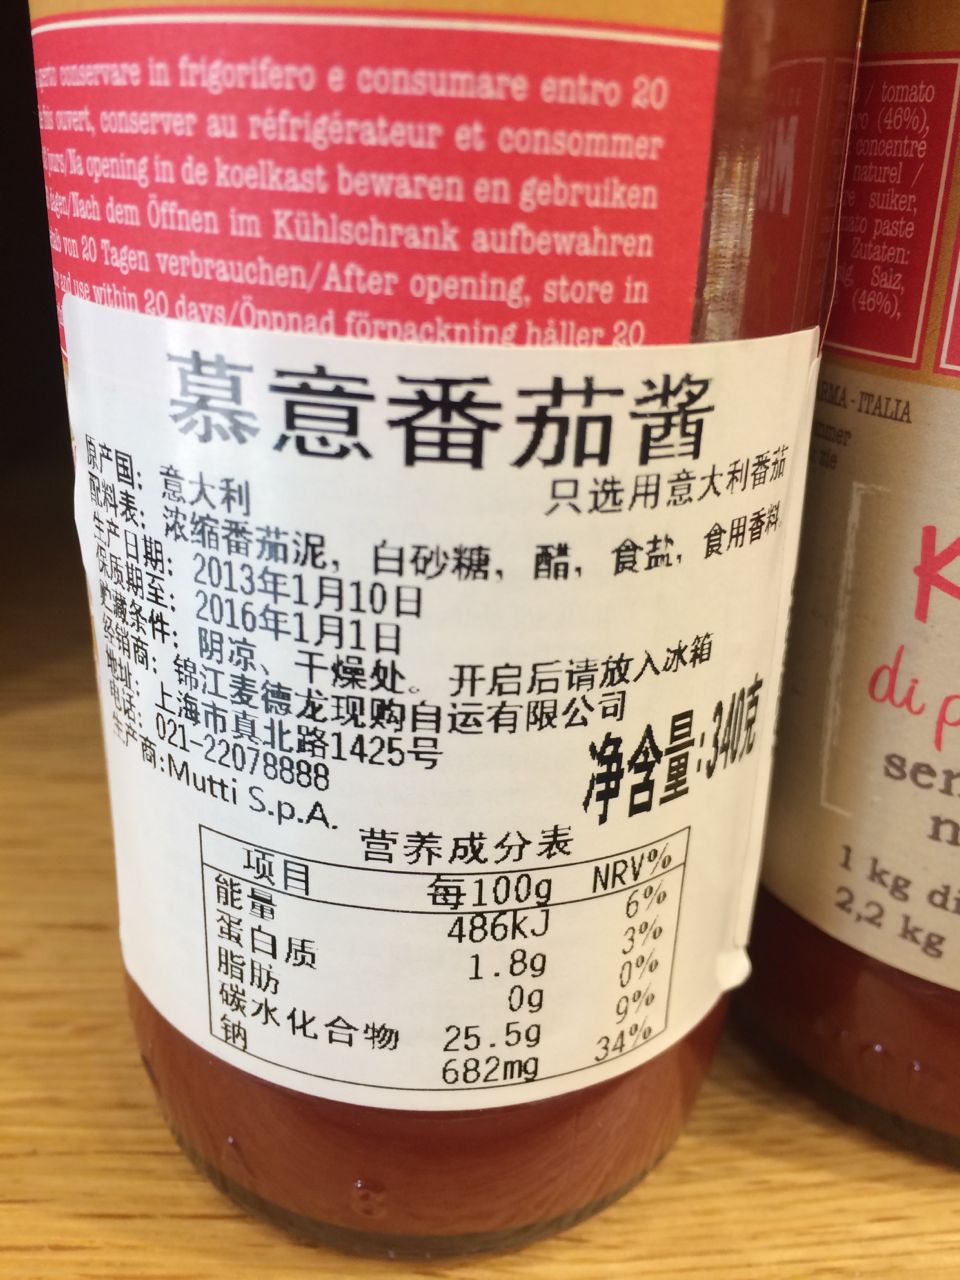 conservare in frigorifero e consumare entro 20
ouvert, conserver au réfrigérateur et consommer
jours/Na opening in de koelkast bewaren en gebruiken
dagen/Nach dem Öffnen im Kühlschrank aufbewahren
von 20 Tagen verbrauchen/After opening, store in
and use within 20 days/Öppnad förpackning håller 20
慕意番茄酱
只选用意大利番茄
原产国：意大利
配料表：浓缩番茄泥，白砂糖，醋，食盐，食用香料
生产日期：2013年1月10日
保质期至：2016年1月1日
贮藏条件：阴凉、干燥处。开启后请放入冰箱
经销商：锦江麦德龙现购自运有限公司
地址：上海市真北路1425号
电话：021-22078888
生产商:Mutti S.p.A.
净含量:340克
营养成分表
项目 每100g NRV%
能量 486kJ 6%
蛋白质 1.8g 3%
脂肪 0g 0%
碳水化合物 25.5g 9%
钠 682mg 34%
/ tomato
(46%),
concentré
naturel /
suiker,
paste
Zutaten:
Salz,
(46%),
- ITALIA
K
di p
1 kg di
2,2 kg